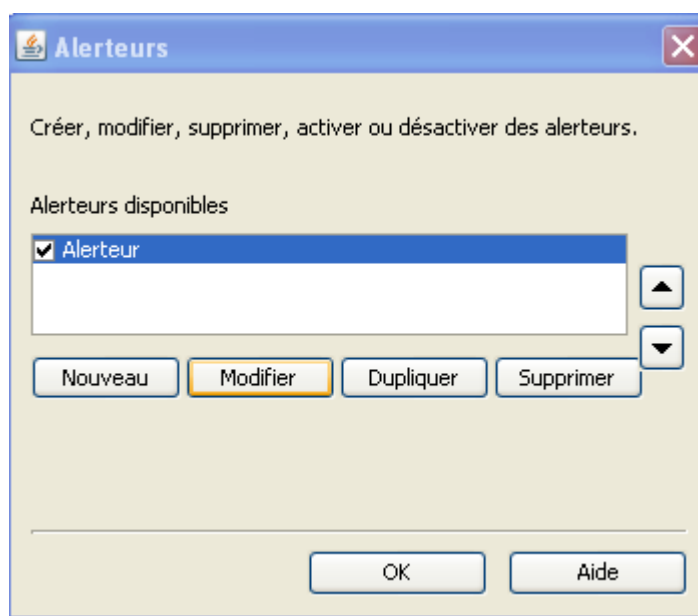 Alerteurs
Créer, modifier, supprimer, activer ou désactiver des alerteurs.
Alerteurs disponibles
Alerteur
Nouveau Modifier Dupliquer Supprimer
OK Aide